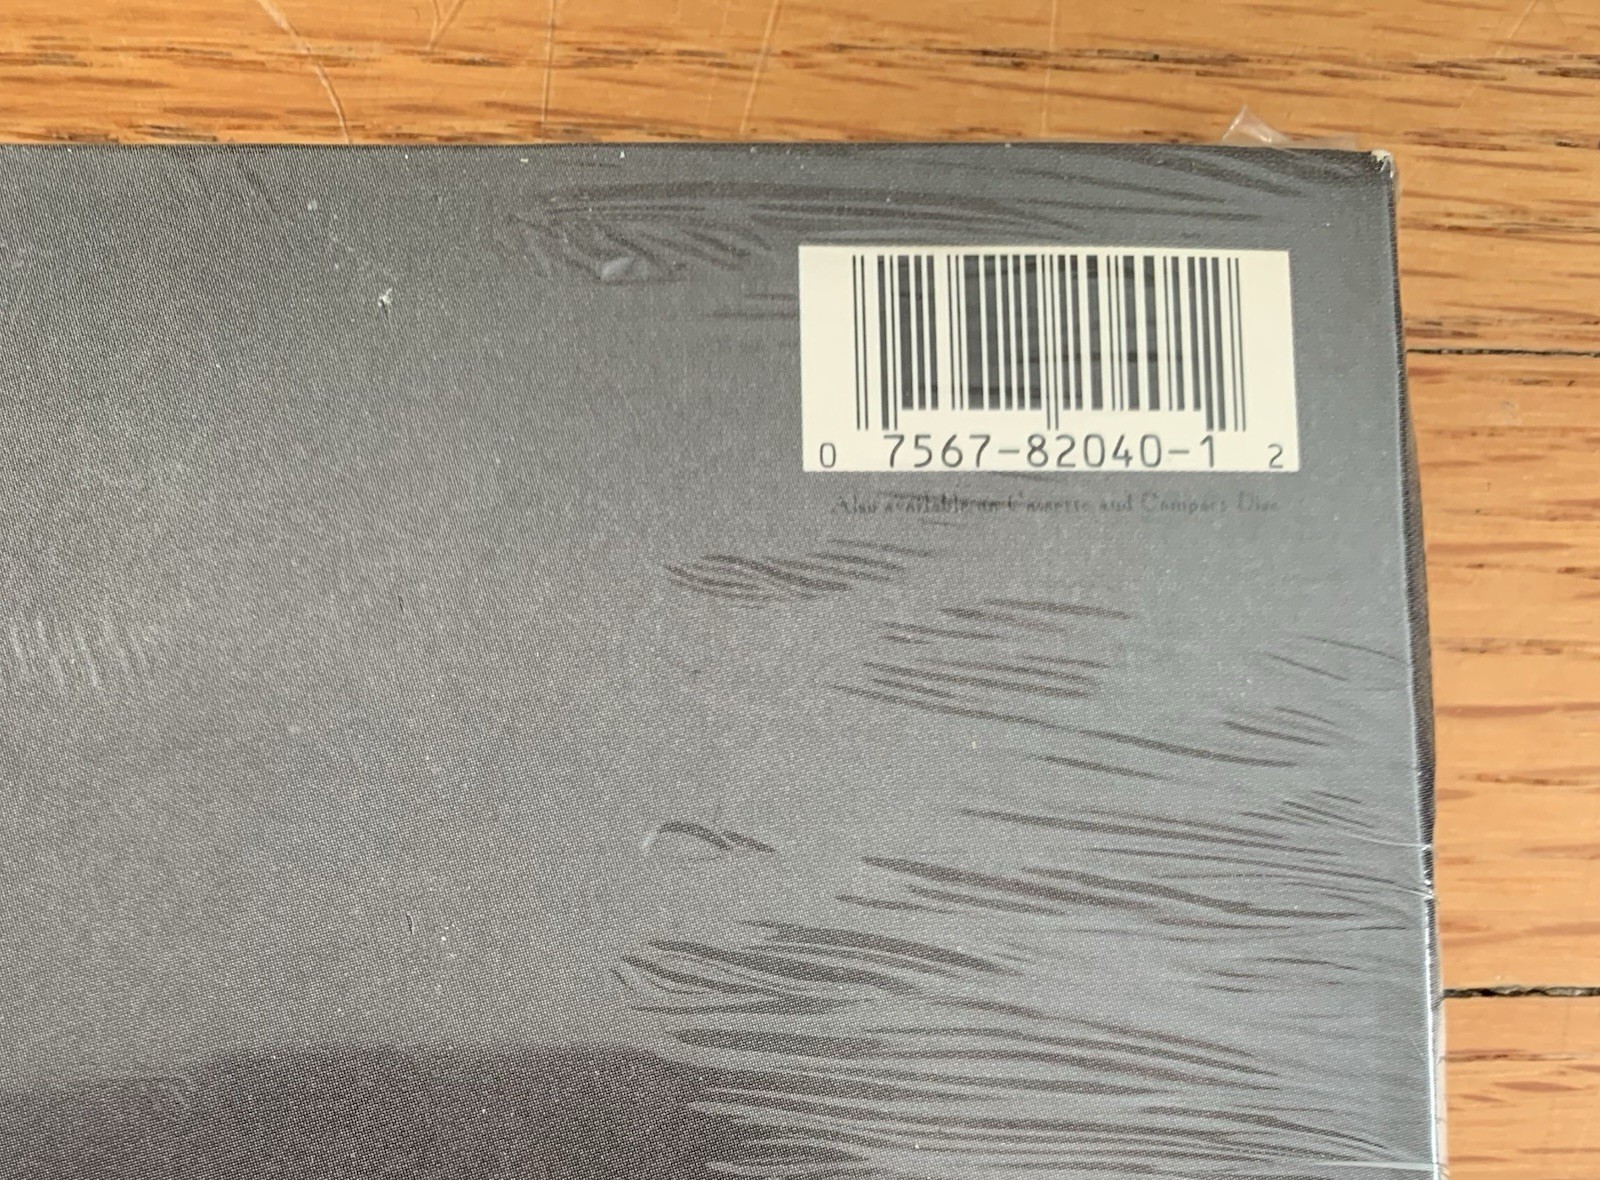 0 7567-82040-1 2
Also available on Cassette and Compact Disc